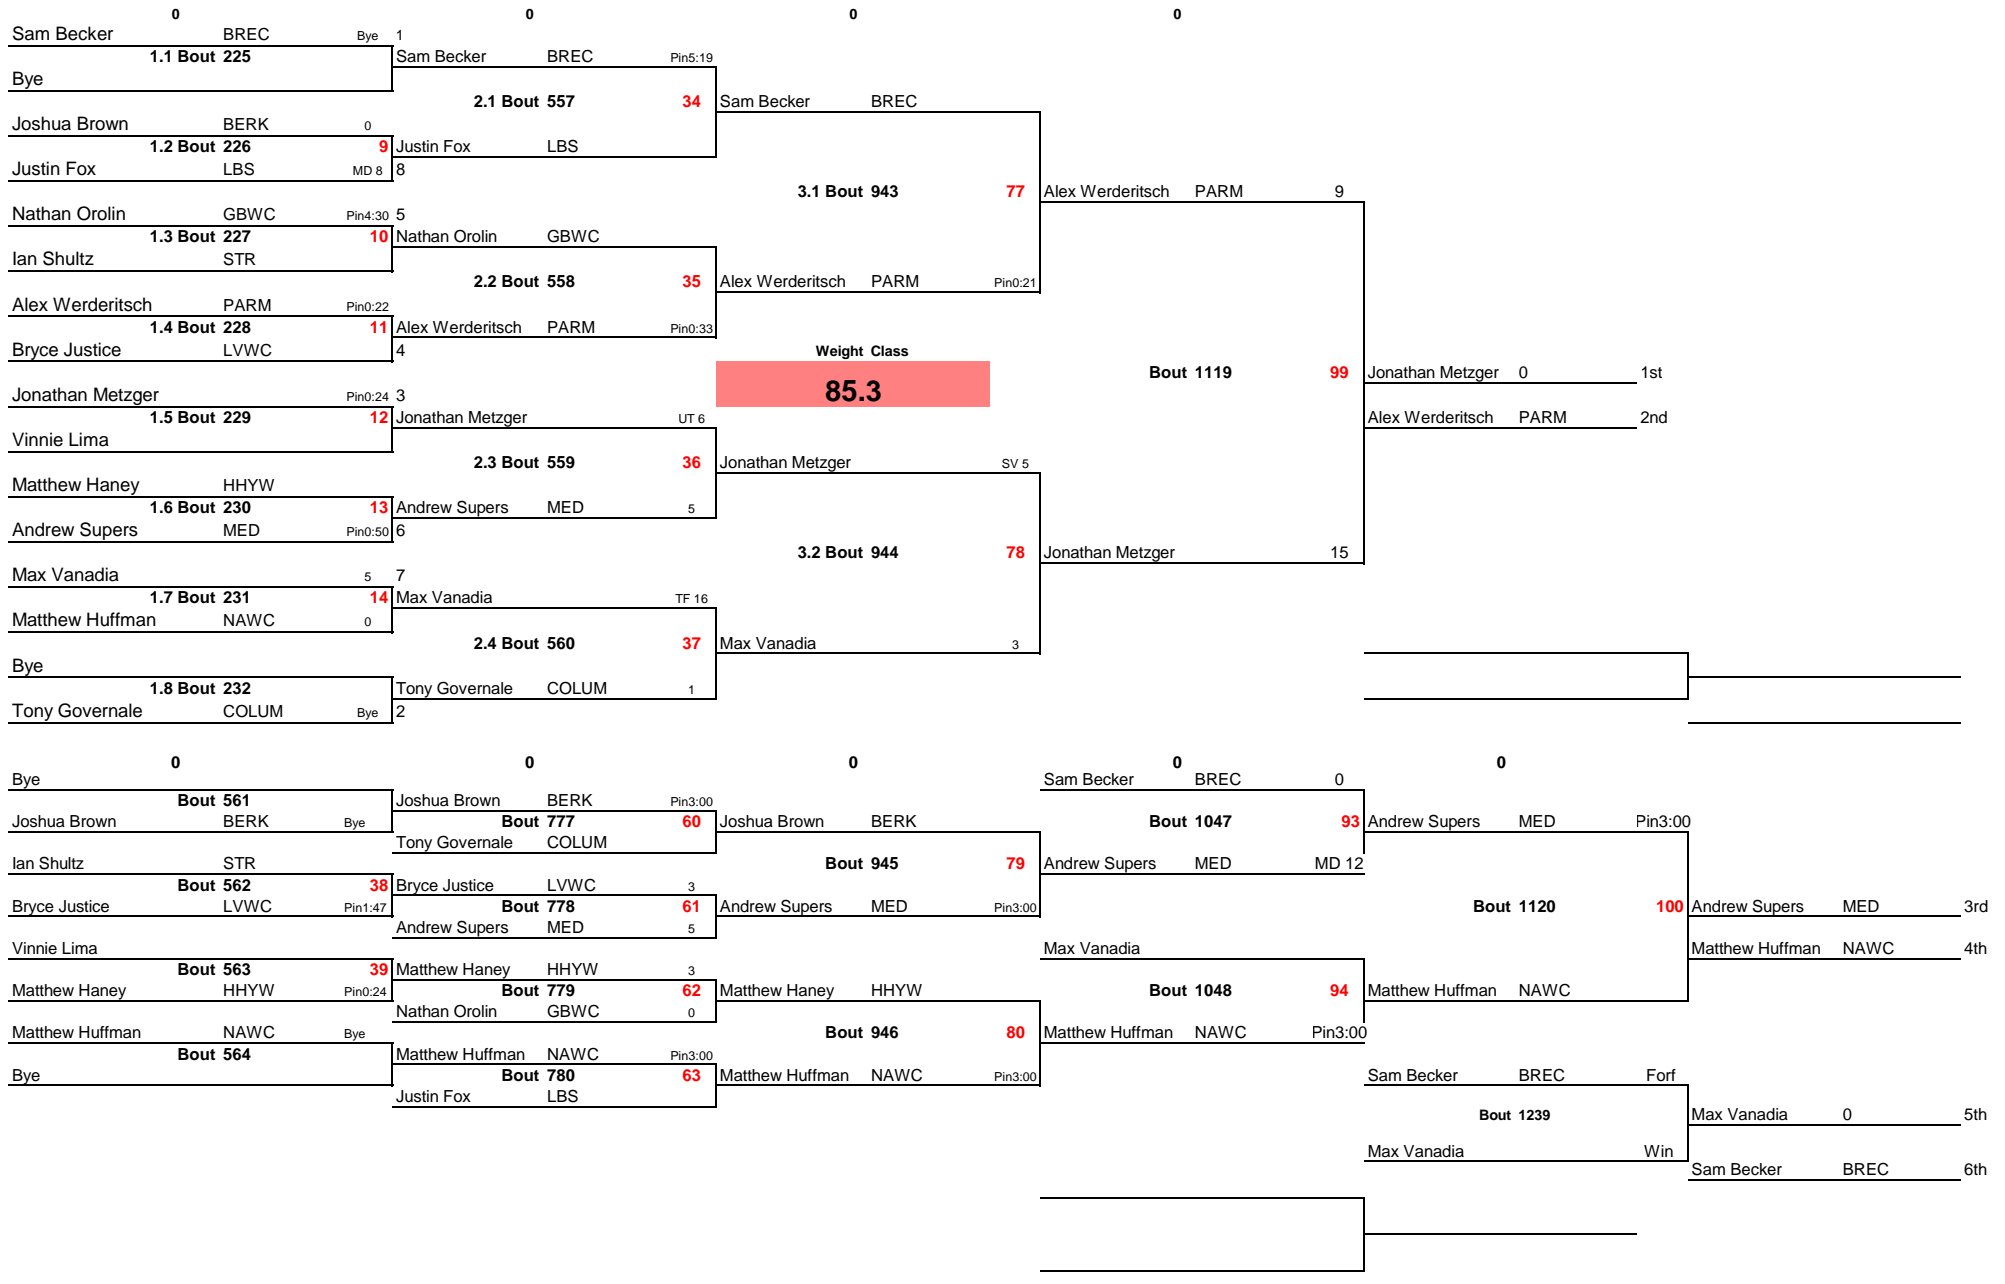 0 0 0 0
Sam Becker BREC Bye 1
1.1 Bout 225 Sam Becker BREC Pin5:19
Bye
2.1 Bout 557 34 Sam Becker BREC
Joshua Brown BERK 0
1.2 Bout 226 9 Justin Fox LBS
Justin Fox LBS MD 8 8
3.1 Bout 943 77 Alex Werderitsch PARM 9
Nathan Orolin GBWC Pin4:30 5
1.3 Bout 227 10 Nathan Orolin GBWC
Ian Shultz STR
2.2 Bout 558 35 Alex Werderitsch PARM Pin0:21
Alex Werderitsch PARM Pin0:22
1.4 Bout 228 11 Alex Werderitsch PARM Pin0:33
Bryce Justice LVWC 4 Weight Class
Bout 1119 99 Jonathan Metzger 0 1st
85.3
Jonathan Metzger Pin0:24 3
1.5 Bout 229 12 Jonathan Metzger UT 6 Alex Werderitsch PARM 2nd
Vinnie Lima
2.3 Bout 559 36 Jonathan Metzger SV 5
Matthew Haney HHYW
1.6 Bout 230 13 Andrew Supers MED 5
Andrew Supers MED Pin0:50 6
3.2 Bout 944 78 Jonathan Metzger 15
Max Vanadia 5 7
1.7 Bout 231 14 Max Vanadia TF 16
Matthew Huffman NAWC 0
2.4 Bout 560 37 Max Vanadia 3
Bye
1.8 Bout 232 Tony Governale COLUM 1
Tony Governale COLUM Bye 2
0 0 0 0 0
Bye Sam Becker BREC 0
Bout 561 Joshua Brown BERK Pin3:00
Joshua Brown BERK Bye Bout 777 60 Joshua Brown BERK Bout 1047 93 Andrew Supers MED Pin3:00
Tony Governale COLUM
Ian Shultz STR Bout 945 79 Andrew Supers MED MD 12
Bout 562 38 Bryce Justice LVWC 3
Bryce Justice LVWC Pin1:47 Bout 778 61 Andrew Supers MED Pin3:00 Bout 1120 100 Andrew Supers MED 3rd
Andrew Supers MED 5
Vinnie Lima Max Vanadia Matthew Huffman NAWC 4th
Bout 563 39 Matthew Haney HHYW 3
Matthew Haney HHYW Pin0:24 Bout 779 62 Matthew Haney HHYW Bout 1048 94 Matthew Huffman NAWC
Nathan Orolin GBWC 0
Matthew Huffman NAWC Bye Bout 946 80 Matthew Huffman NAWC Pin3:00
Bout 564 Matthew Huffman NAWC Pin3:00
Bye Bout 780 63 Matthew Huffman NAWC Pin3:00 Sam Becker BREC Forf
Justin Fox LBS
Bout 1239 Max Vanadia 0 5th
Max Vanadia Win
Sam Becker BREC 6th